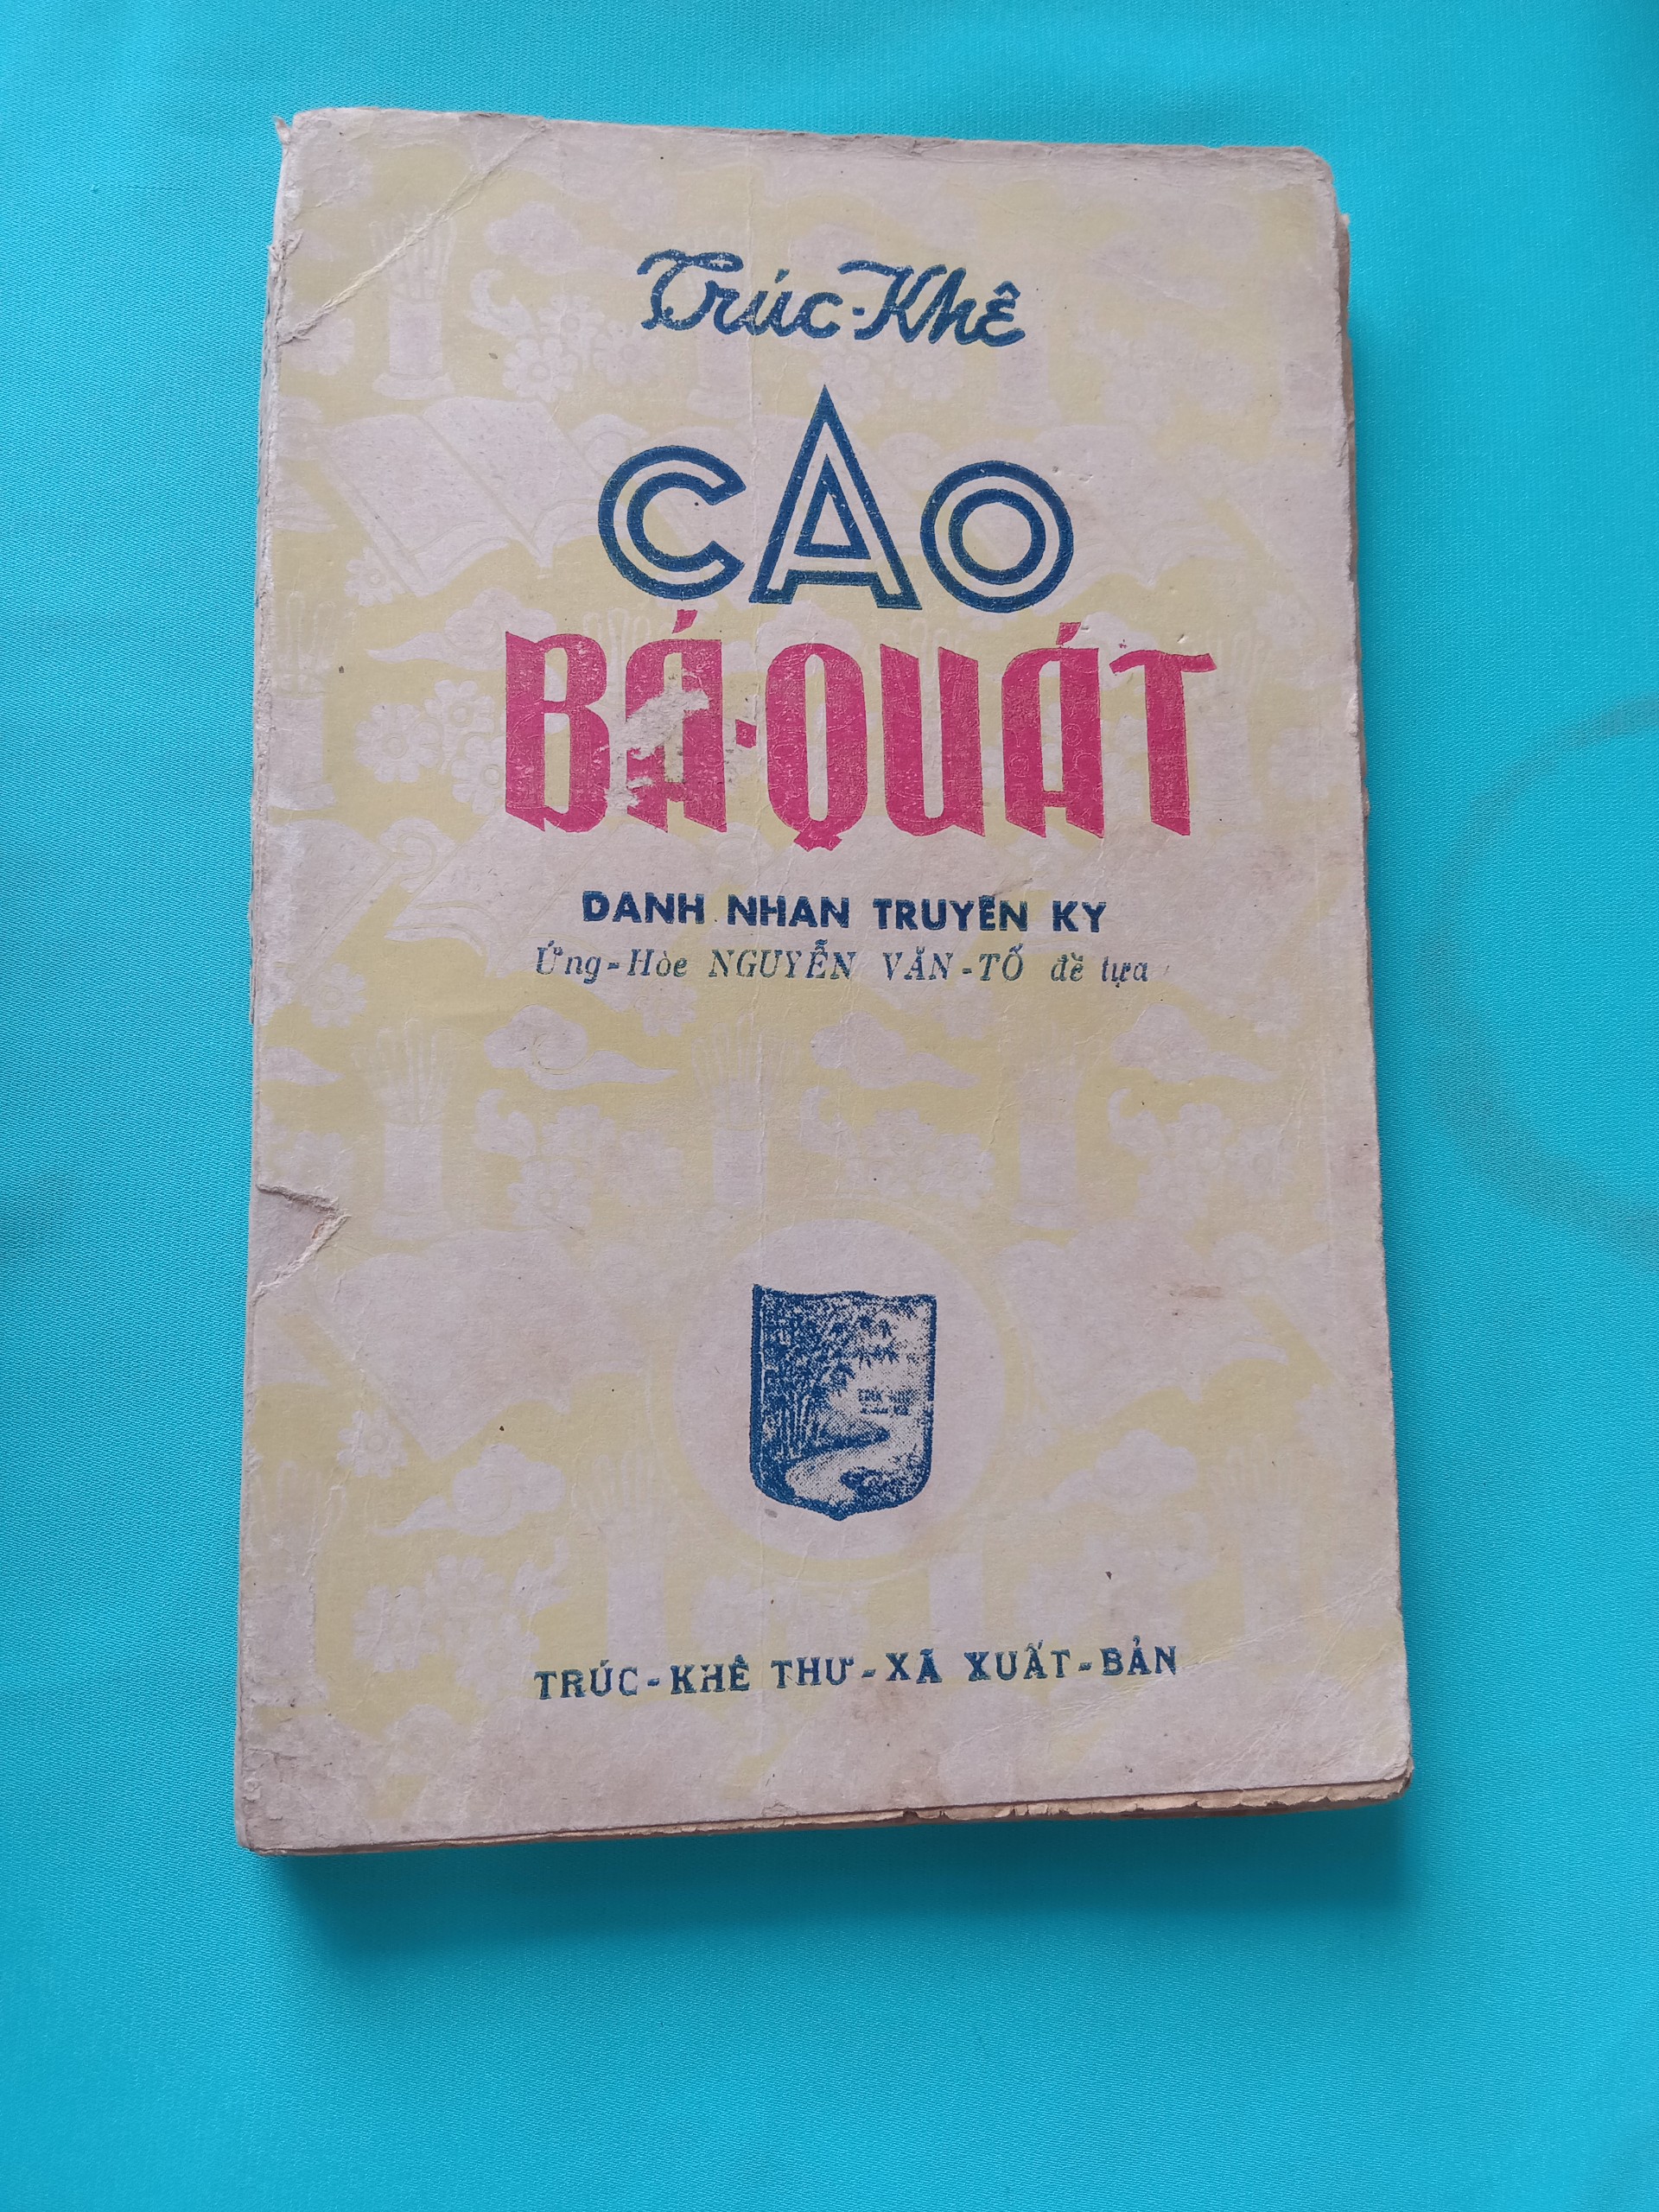 Trúc-Khê
CAO
BÁ-QUÁT
DANH NHAN TRUYÊN KY
Ứng-Hòe NGUYỄN VĂN-TỐ đề tựa
TRÚC-KHÊ THƯ-XÃ XUẤT-BẢN